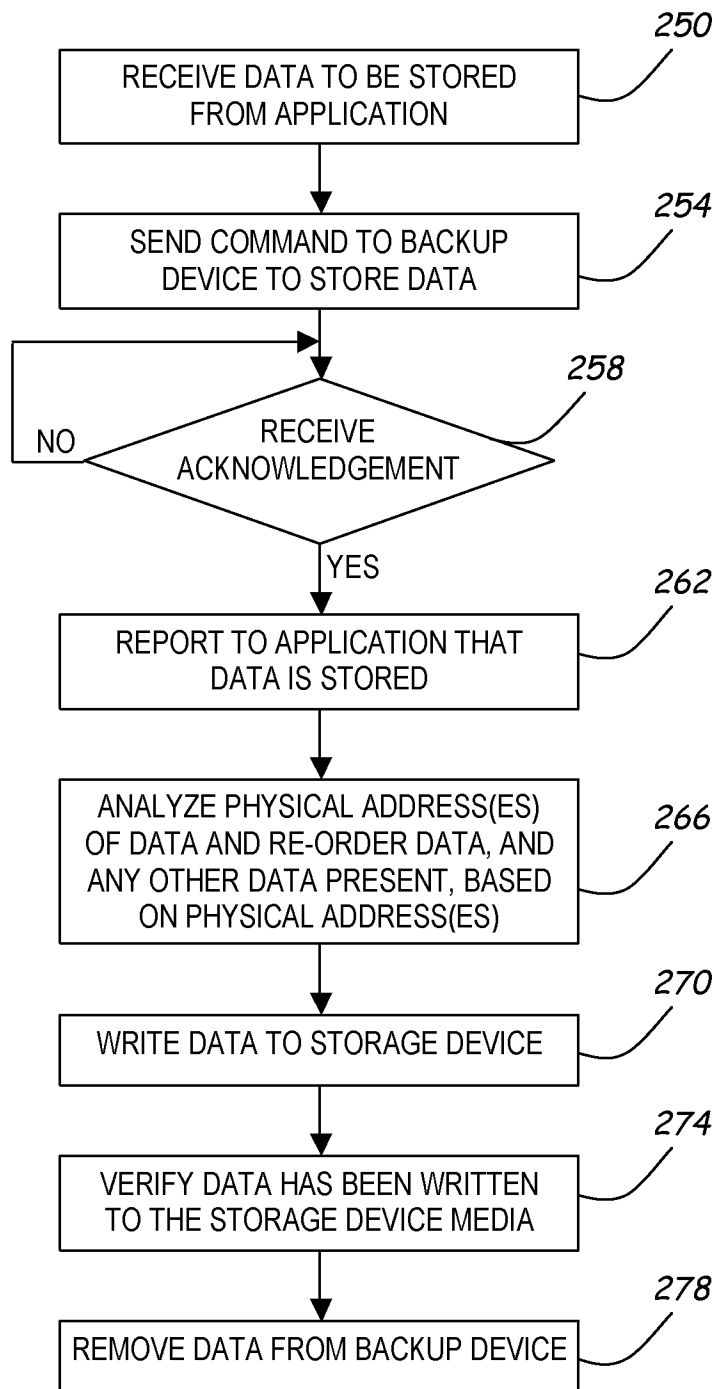 250
RECEIVE DATA TO BE STORED
FROM APPLICATION
254
SEND COMMAND TO BACKUP
DEVICE TO STORE DATA
258
RECEIVE
ACKNOWLEDGEMENT
NO
YES
262
REPORT TO APPLICATION THAT
DATA IS STORED
266
ANALYZE PHYSICAL ADDRESS(ES)
OF DATA AND RE-ORDER DATA, AND
ANY OTHER DATA PRESENT, BASED
ON PHYSICAL ADDRESS(ES)
270
WRITE DATA TO STORAGE DEVICE
274
VERIFY DATA HAS BEEN WRITTEN
TO THE STORAGE DEVICE MEDIA
278
REMOVE DATA FROM BACKUP DEVICE